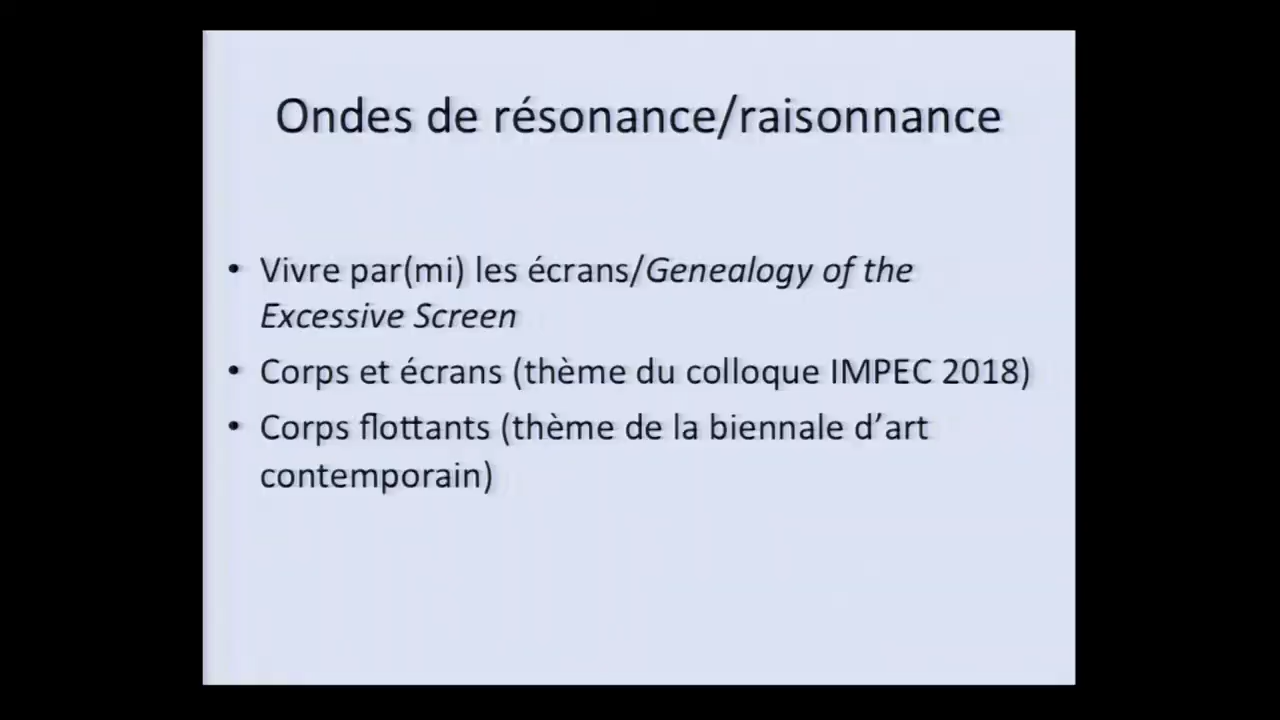 Ondes de résonance/raisonnance
• Vivre par(mi) les écrans/Genealogy of the
Excessive Screen
• Corps et écrans (thème du colloque IMPEC 2018)
• Corps flottants (thème de la biennale d’art
contemporain)